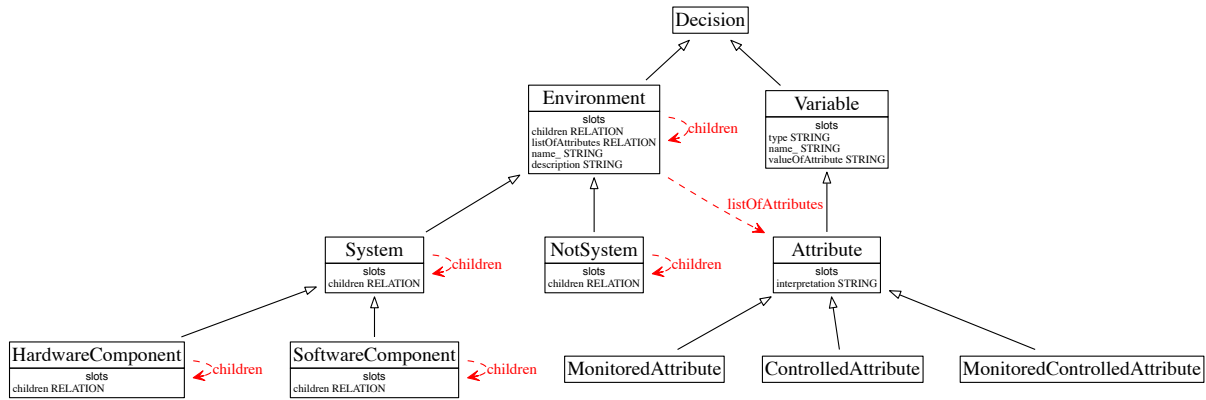 Decision
Environment
slots
children RELATION
listOfAttributes RELATION
name_ STRING
description STRING
children
Variable
slots
type STRING
name_ STRING
valueOfAttribute STRING
listOfAttributes
System
slots
children RELATION
children
NotSystem
slots
children RELATION
children
Attribute
slots
interpretation STRING
HardwareComponent
slots
children RELATION
children
SoftwareComponent
slots
children RELATION
children
MonitoredAttribute
ControlledAttribute
MonitoredControlledAttribute